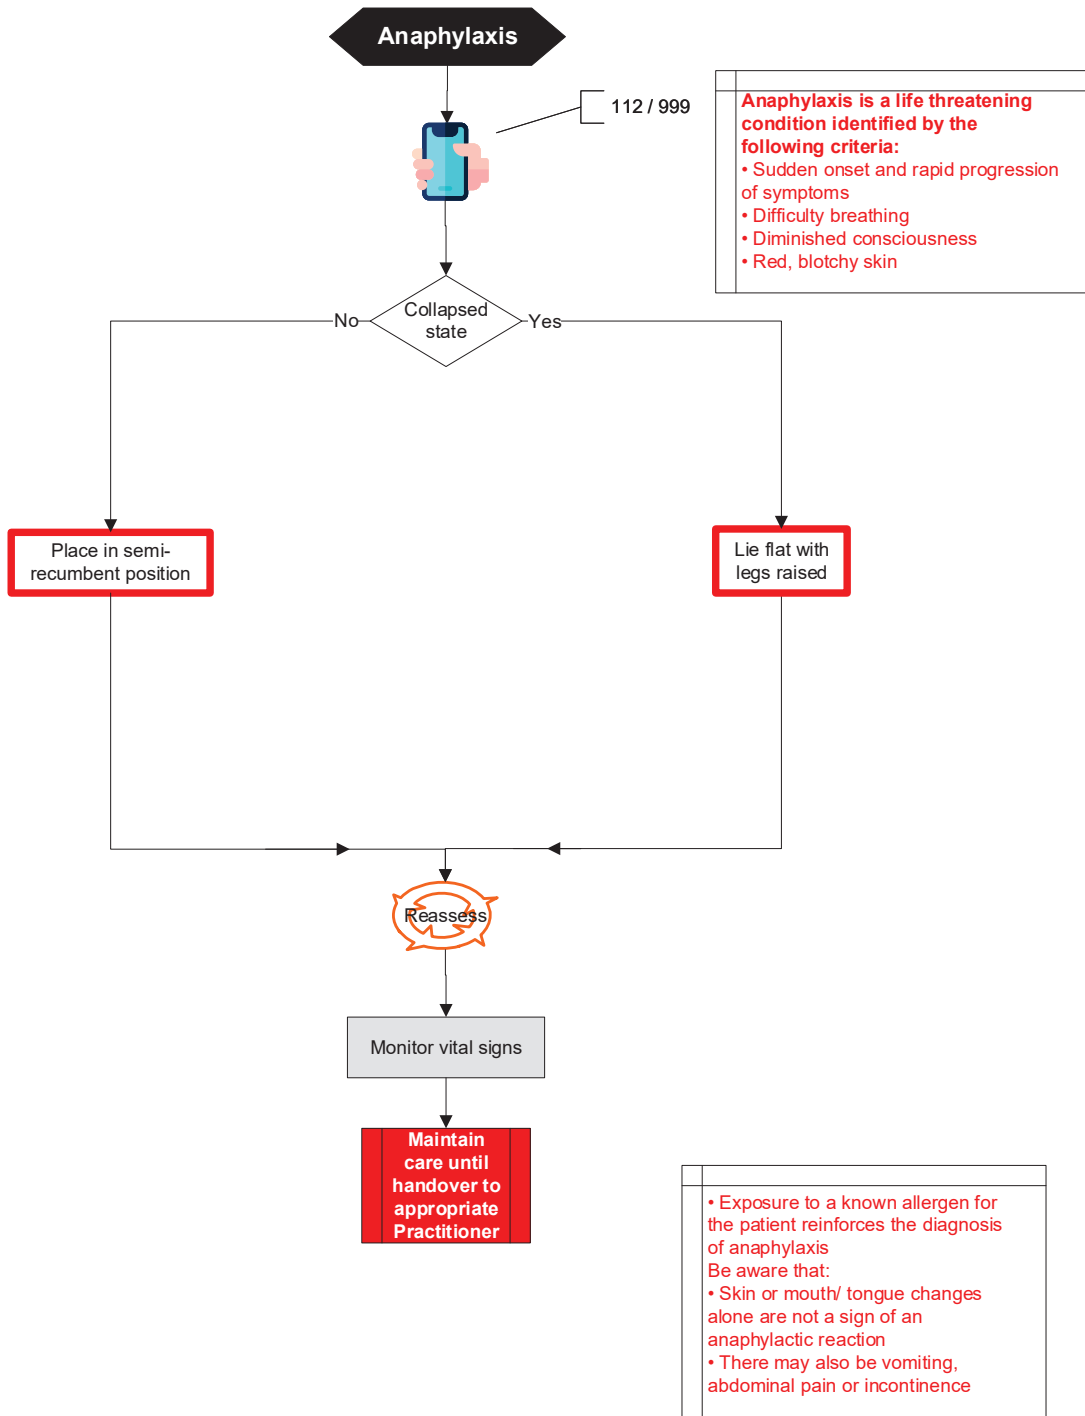 Anaphylaxis
112 / 999
Anaphylaxis is a life threatening
condition identified by the
following criteria:
• Sudden onset and rapid progression
of symptoms
• Difficulty breathing
• Diminished consciousness
• Red, blotchy skin
Collapsed
state
No
Yes
Place in semi-
recumbent position
Lie flat with
legs raised
Reassess
Monitor vital signs
Maintain
care until
handover to
appropriate
Practitioner
• Exposure to a known allergen for
the patient reinforces the diagnosis
of anaphylaxis
Be aware that:
• Skin or mouth/ tongue changes
alone are not a sign of an
anaphylactic reaction
• There may also be vomiting,
abdominal pain or incontinence